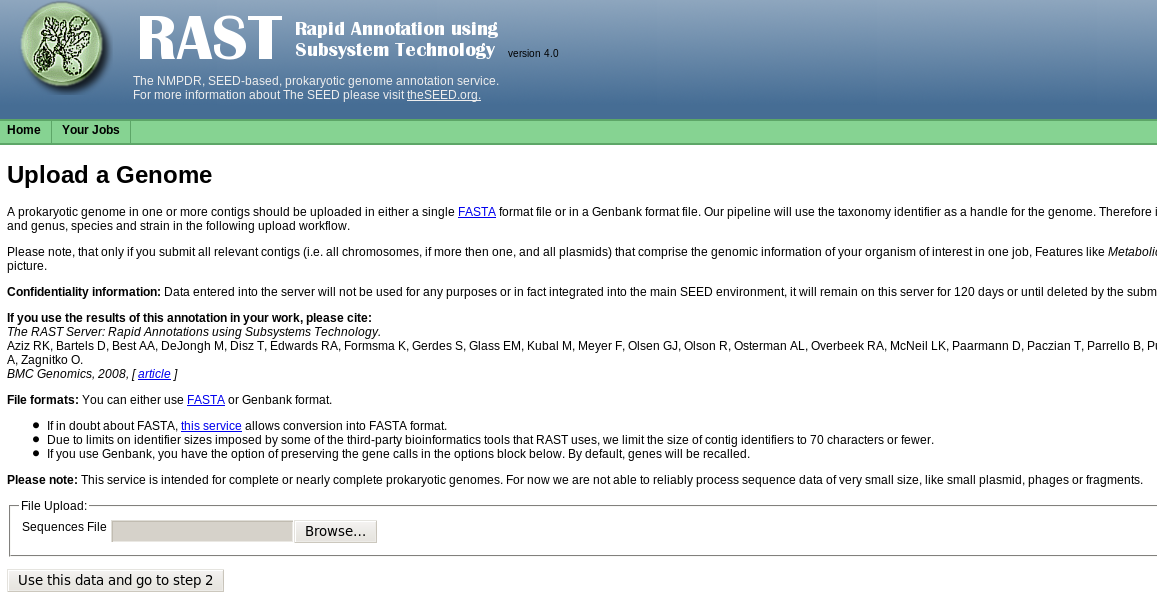 RAST Rapid Annotation using
Subsystem Technology version 4.0
The NMPDR, SEED-based, prokaryotic genome annotation service.
For more information about The SEED please visit theSEED.org.
Home Your Jobs
Upload a Genome
A prokaryotic genome in one or more contigs should be uploaded in either a single FASTA format file or in a Genbank format file. Our pipeline will use the taxonomy identifier as a handle for the genome. Therefore
and genus, species and strain in the following upload workflow.
Please note, that only if you submit all relevant contigs (i.e. all chromosomes, if more then one, and all plasmids) that comprise the genomic information of your organism of interest in one job, Features like
picture.
Confidentiality information: Data entered into the server will not be used for any purposes or in fact integrated into the main SEED environment, it will remain on this server for 120 days or until deleted by the
If you use the results of this annotation in your work, please cite:
The RAST Server: Rapid Annotations using Subsystems Technology.
Aziz RK, Bartels D, Best AA, DeJongh M, Disz T, Edwards RA, Formsma K, Gerdes S, Glass EM, Kubal M, Meyer F, Olsen GJ, Olson R, Osterman AL, Overbeek RA, McNeil LK, Paarmann D, Paczian T, Parrello B,
A, Zagnitko O.
BMC Genomics, 2008, [ article ]
File formats: You can either use FASTA or Genbank format.
● If in doubt about FASTA, this service allows conversion into FASTA format.
● Due to limits on identifier sizes imposed by some of the third-party bioinformatics tools that RAST uses, we limit the size of contig identifiers to 70 characters or fewer.
● If you use Genbank, you have the option of preserving the gene calls in the options block below. By default, genes will be recalled.
Please note: This service is intended for complete or nearly complete prokaryotic genomes. For now we are not able to reliably process sequence data of very small size, like small plasmid, phages or fragments.
File Upload:
Sequences File Browse...
Use this data and go to step 2